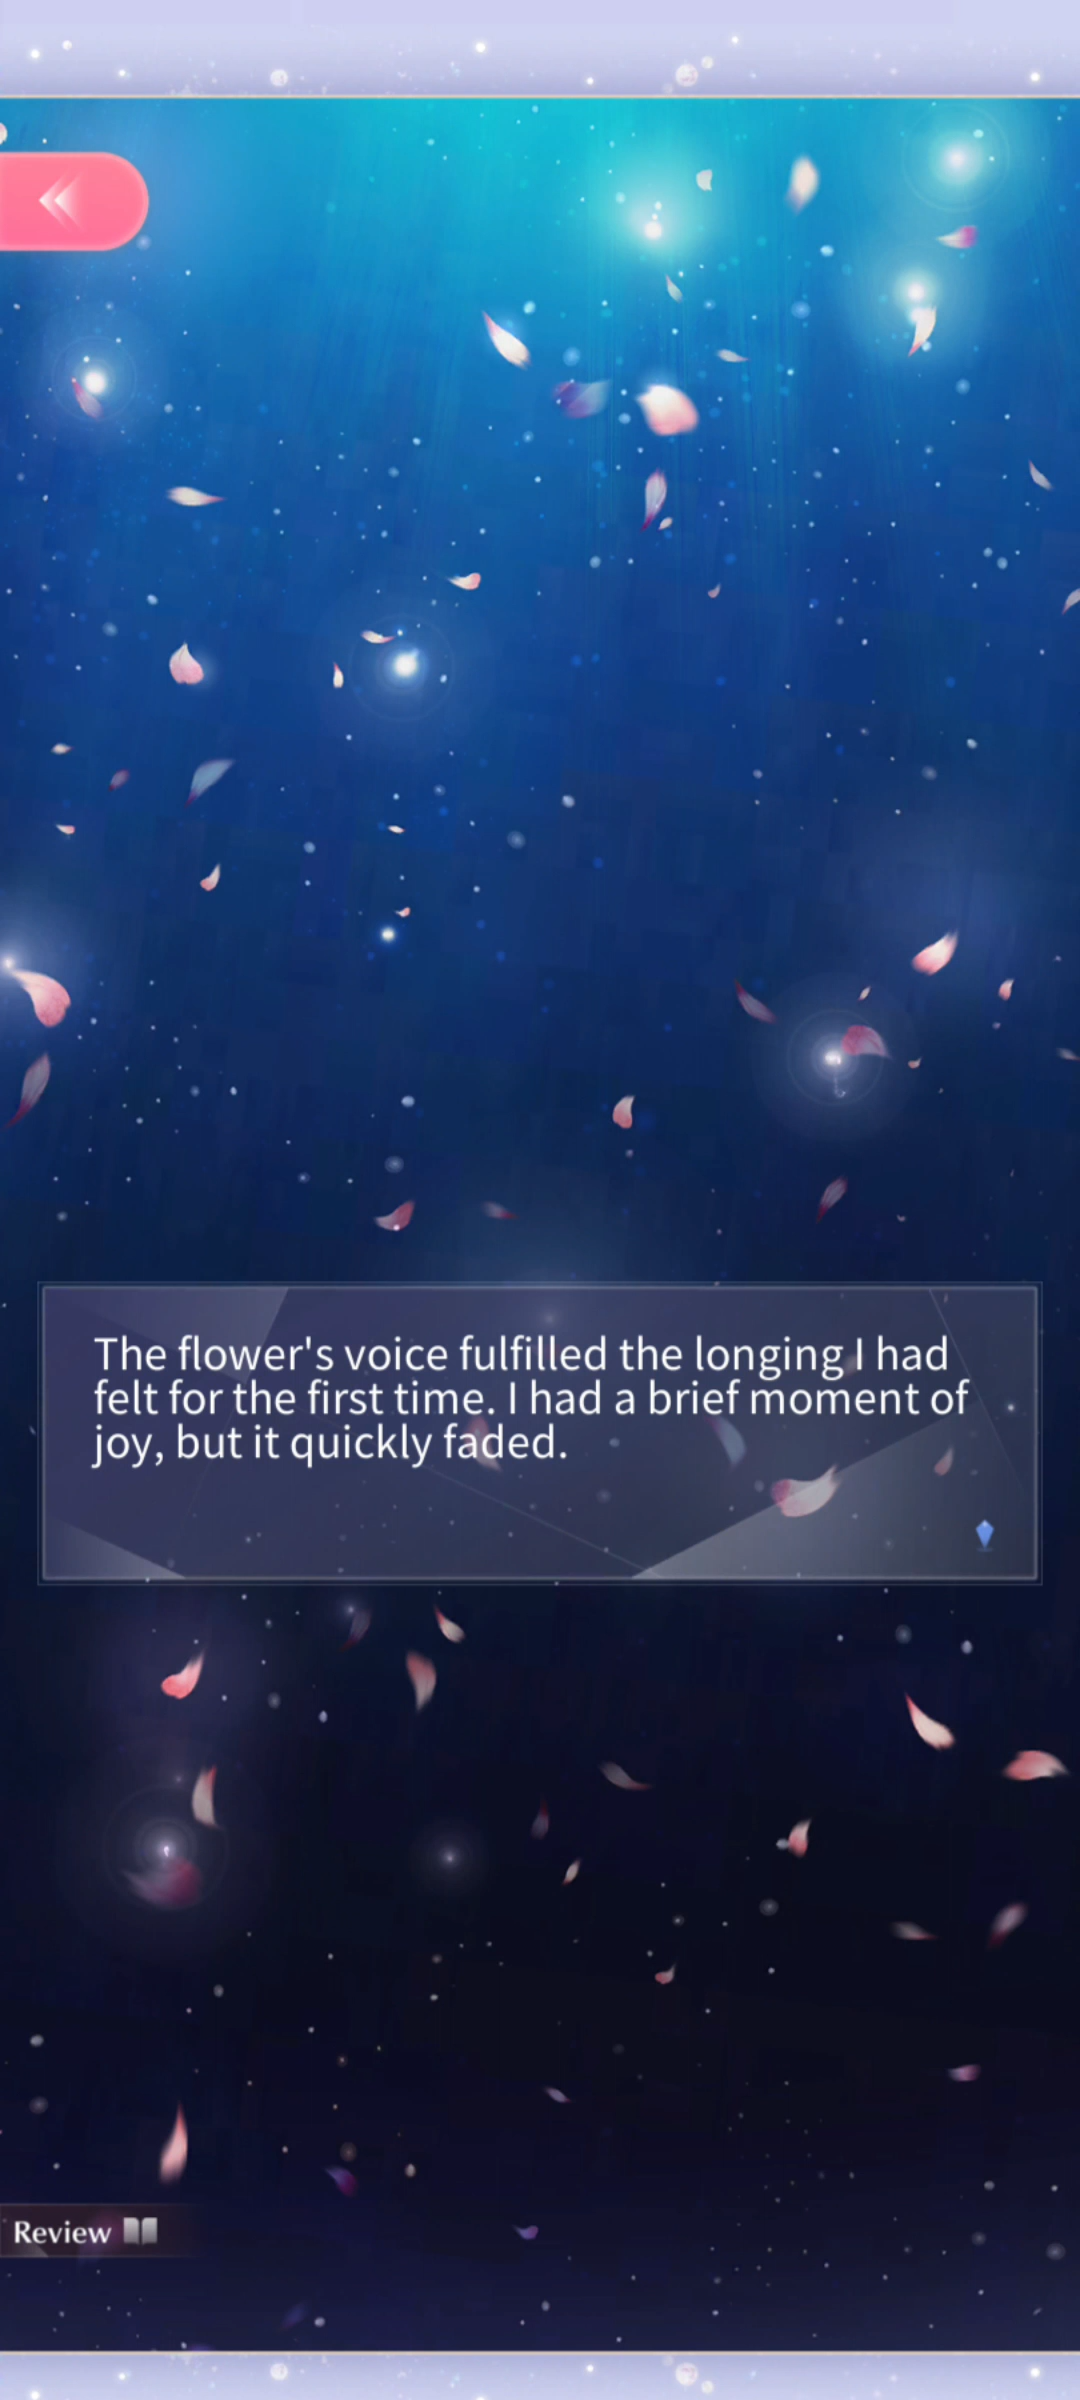 The flower's voice fulfilled the longing I had
felt for the first time. I had a brief moment of
joy, but it quickly faded.
Review